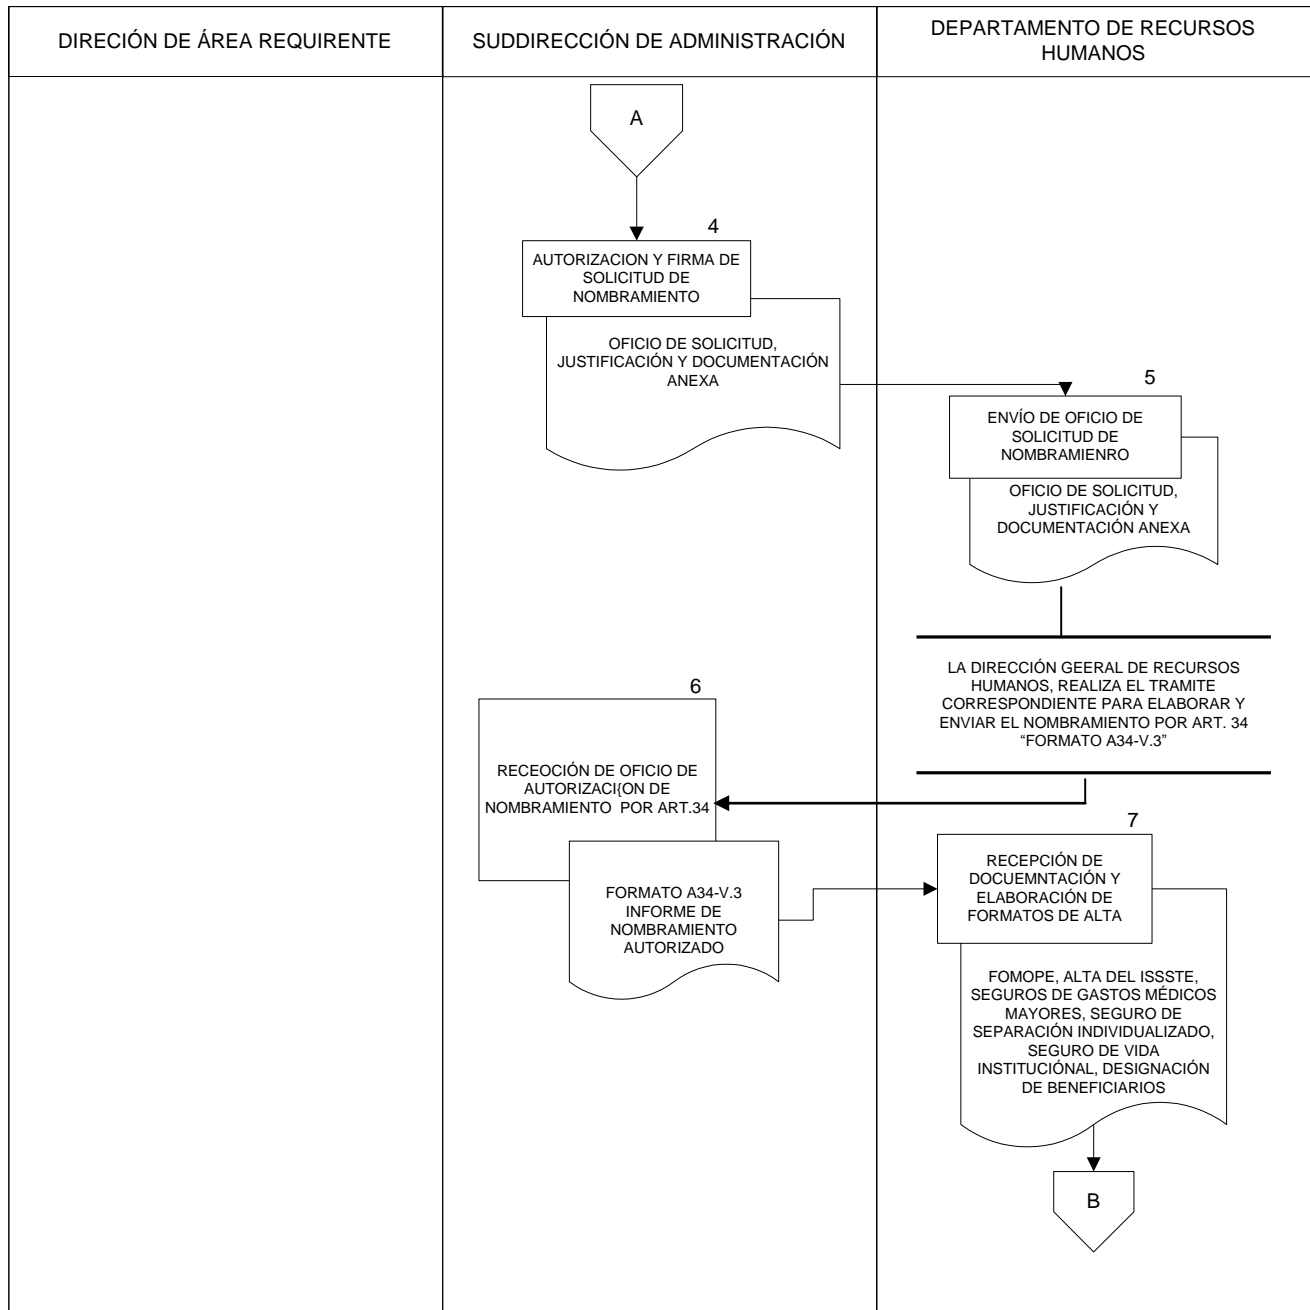 DIRECIÓN DE ÁREA REQUIRENTE
SUDDIRECCIÓN DE ADMINISTRACIÓN
DEPARTAMENTO DE RECURSOS
HUMANOS
A
4
AUTORIZACION Y FIRMA DE
SOLICITUD DE
NOMBRAMIENTO
OFICIO DE SOLICITUD,
JUSTIFICACIÓN Y DOCUMENTACIÓN
ANEXA
5
ENVÍO DE OFICIO DE
SOLICITUD DE
NOMBRAMIENRO
OFICIO DE SOLICITUD,
JUSTIFICACIÓN Y
DOCUMENTACIÓN ANEXA
LA DIRECCIÓN GEERAL DE RECURSOS
HUMANOS, REALIZA EL TRAMITE
CORRESPONDIENTE PARA ELABORAR Y
ENVIAR EL NOMBRAMIENTO POR ART. 34
“FORMATO A34-V.3”
6
RECEOCIÓN DE OFICIO DE
AUTORIZACI{ON DE
NOMBRAMIENTO POR ART.34
FORMATO A34-V.3
INFORME DE
NOMBRAMIENTO
AUTORIZADO
7
RECEPCIÓN DE
DOCUEMNTACIÓN Y
ELABORACIÓN DE
FORMATOS DE ALTA
FOMOPE, ALTA DEL ISSSTE,
SEGUROS DE GASTOS MÉDICOS
MAYORES, SEGURO DE
SEPARACIÓN INDIVIDUALIZADO,
SEGURO DE VIDA
INSTITUCIÓNAL, DESIGNACIÓN
DE BENEFICIARIOS
B